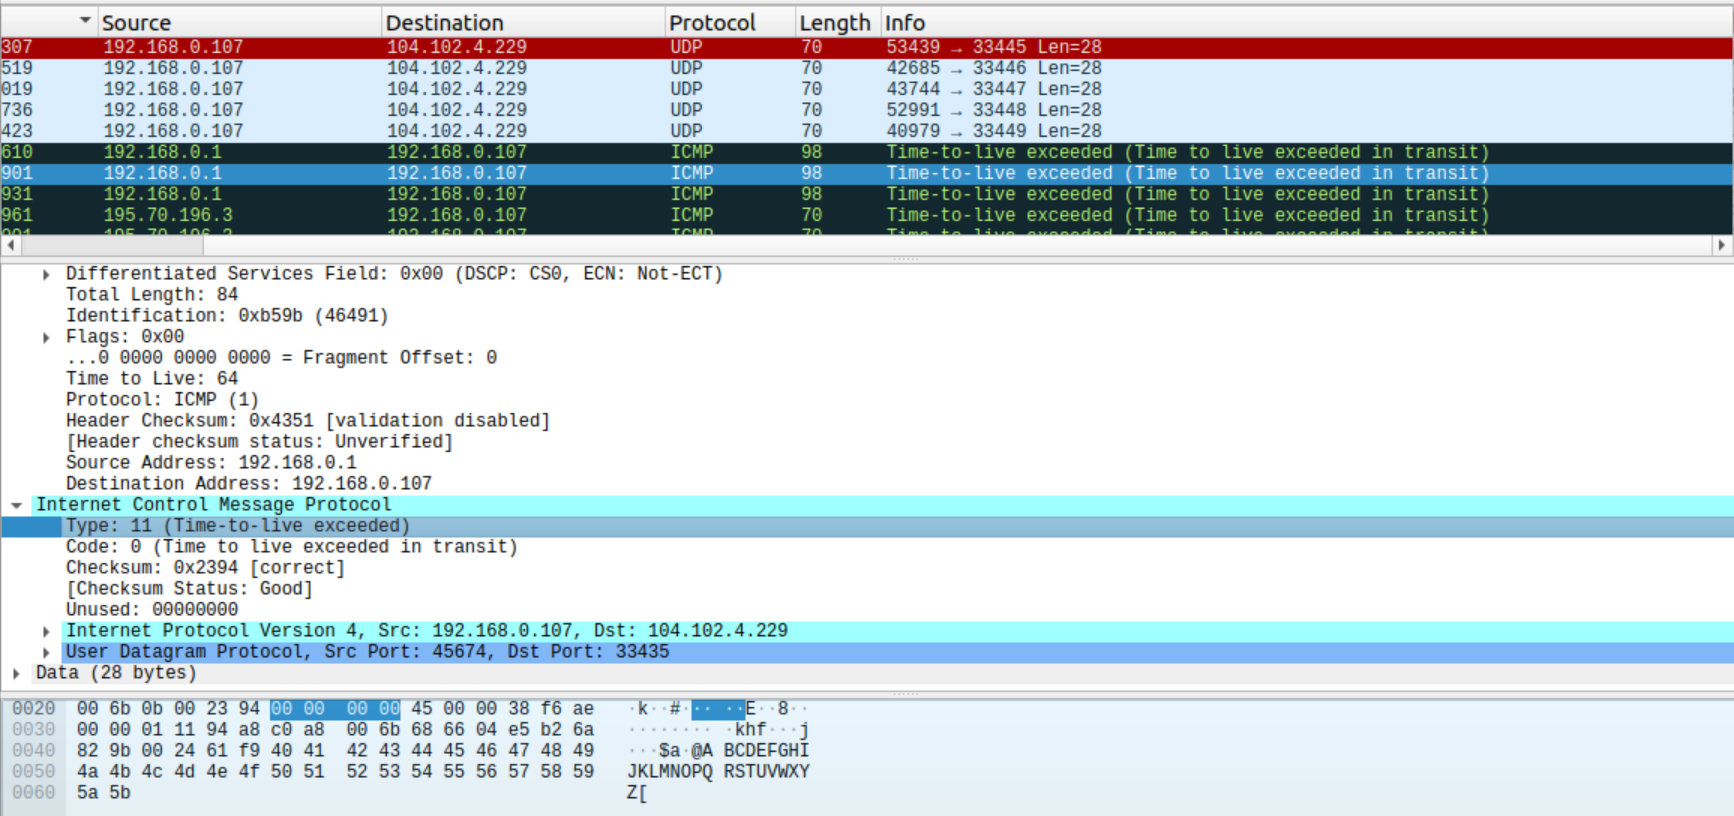 Source Destination Protocol Length Info
307 192.168.0.107 104.102.4.229 UDP 70 53439 → 33445 Len=28
519 192.168.0.107 104.102.4.229 UDP 70 42685 → 33446 Len=28
019 192.168.0.107 104.102.4.229 UDP 70 43744 → 33447 Len=28
736 192.168.0.107 104.102.4.229 UDP 70 52991 → 33448 Len=28
423 192.168.0.107 104.102.4.229 UDP 70 40979 → 33449 Len=28
610 192.168.0.1 192.168.0.107 ICMP 98 Time-to-live exceeded (Time to live exceeded in transit)
901 192.168.0.1 192.168.0.107 ICMP 98 Time-to-live exceeded (Time to live exceeded in transit)
931 192.168.0.1 192.168.0.107 ICMP 98 Time-to-live exceeded (Time to live exceeded in transit)
961 195.70.196.3 192.168.0.107 ICMP 70 Time-to-live exceeded (Time to live exceeded in transit)
Differentiated Services Field: 0x00 (DSCP: CS0, ECN: Not-ECT)
Total Length: 84
Identification: 0xb59b (46491)
Flags: 0x00
...0 0000 0000 0000 = Fragment Offset: 0
Time to Live: 64
Protocol: ICMP (1)
Header Checksum: 0x4351 [validation disabled]
[Header checksum status: Unverified]
Source Address: 192.168.0.1
Destination Address: 192.168.0.107
Internet Control Message Protocol
Type: 11 (Time-to-live exceeded)
Code: 0 (Time to live exceeded in transit)
Checksum: 0x2394 [correct]
[Checksum Status: Good]
Unused: 00000000
Internet Protocol Version 4, Src: 192.168.0.107, Dst: 104.102.4.229
User Datagram Protocol, Src Port: 45674, Dst Port: 33435
Data (28 bytes)
0020 00 6b 0b 00 23 94 00 00 00 00 45 00 00 38 f6 ae ·k··#··· ··E··8··
0030 00 00 01 11 94 a8 c0 a8 00 6b 68 66 04 e5 b2 6a ········ ·khf···j
0040 82 9b 00 24 61 f9 40 41 42 43 44 45 46 47 48 49 ···$a·@A BCDEFGHI
0050 4a 4b 4c 4d 4e 4f 50 51 52 53 54 55 56 57 58 59 JKLMNOPQ RSTUVWXY
0060 5a 5b Z[